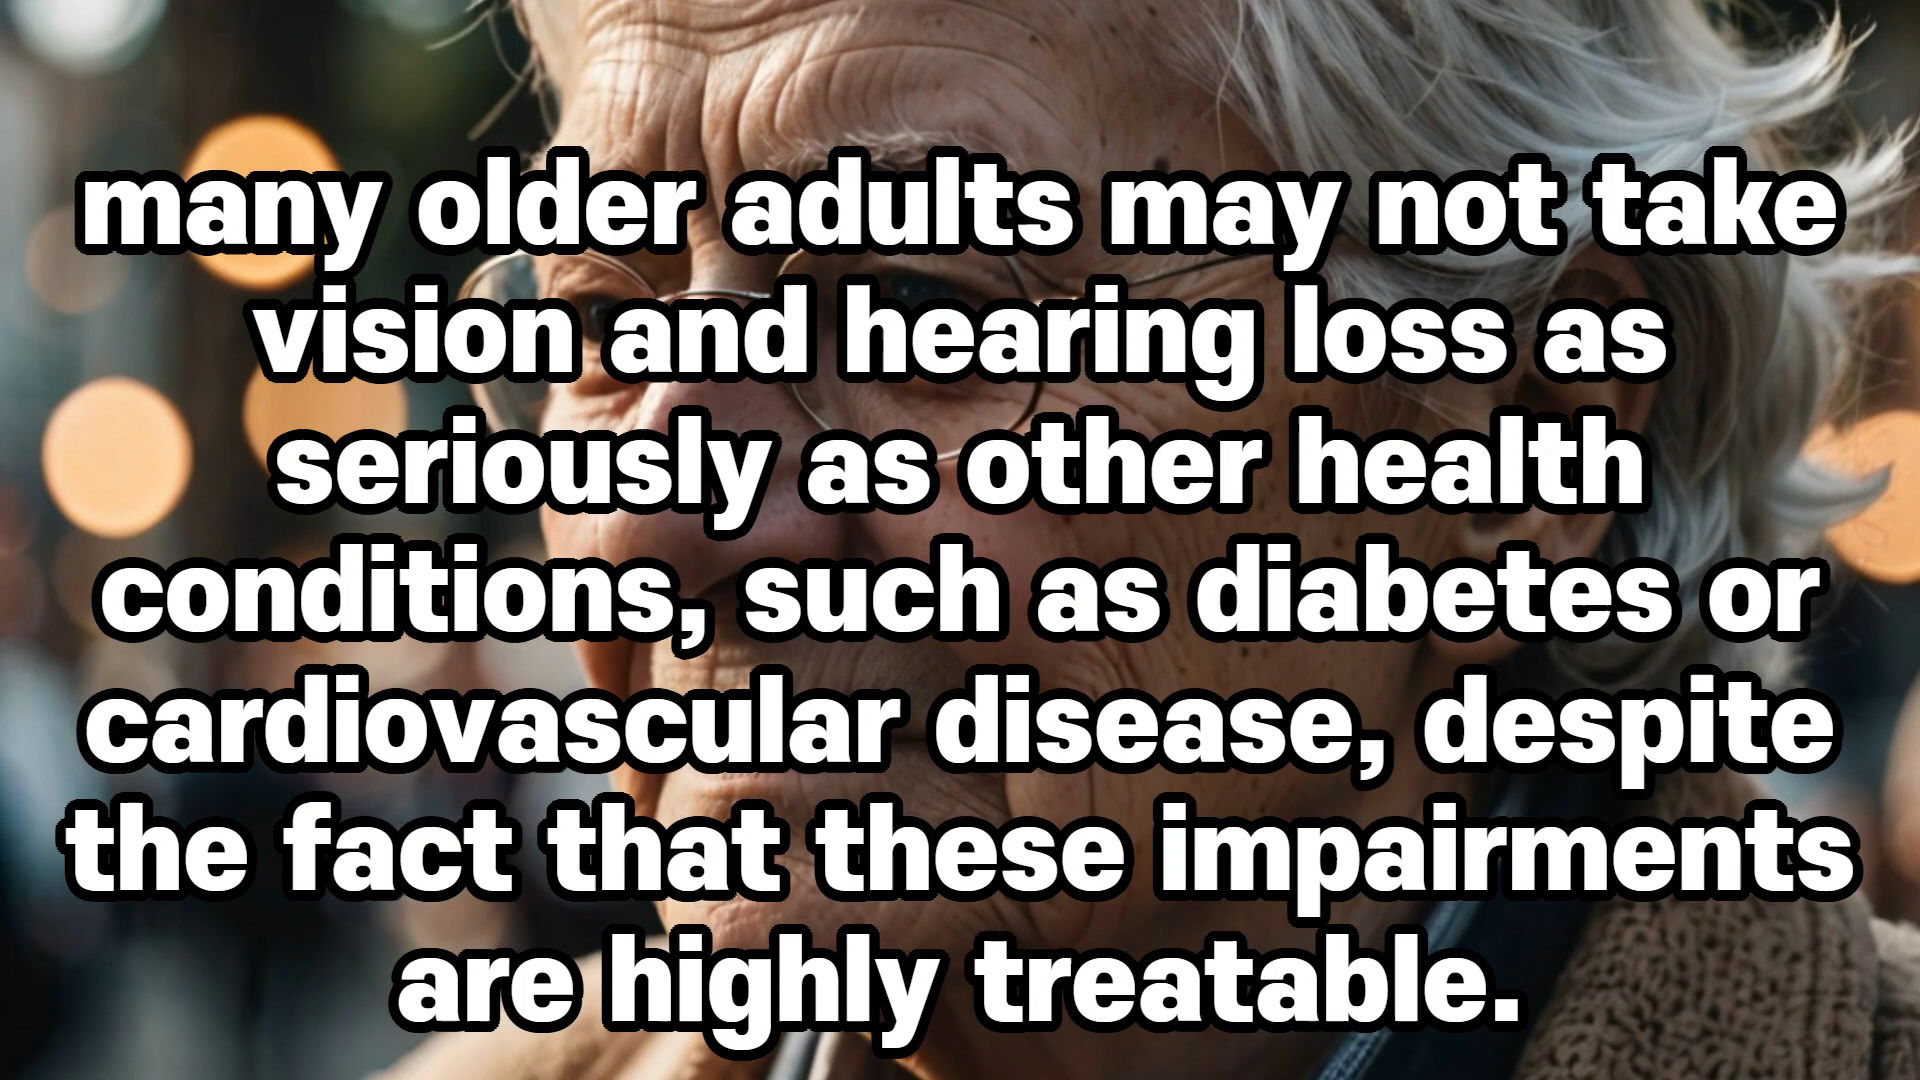 many older adults may not take
vision and hearing loss as
seriously as other health
conditions, such as diabetes or
cardiovascular disease, despite
the fact that these impairments
are highly treatable.